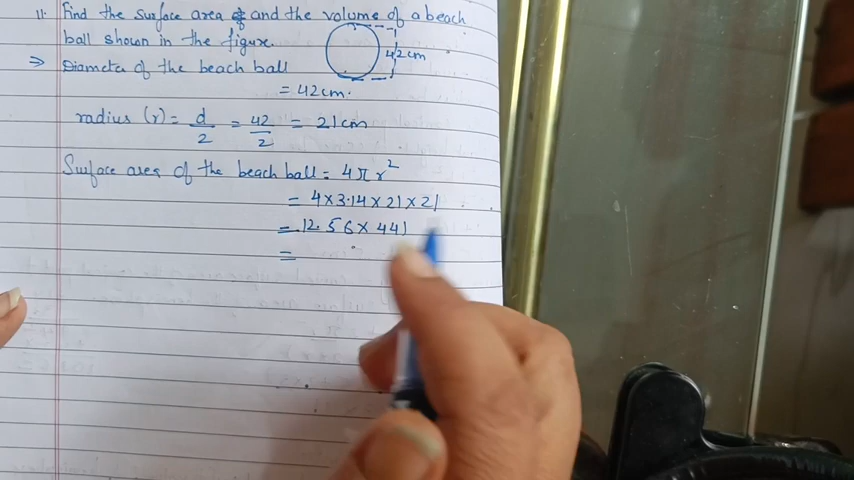 11. Find the surface area of and the volume of a beach
ball shown in the figure.
42cm
⇒ Diameter of the beach ball
= 42cm.
radius (r) = d/2 = 42/2 = 21cm
Surface area of the beach ball = 4πr²
= 4×3.14×21×21
= 12.56×441
=